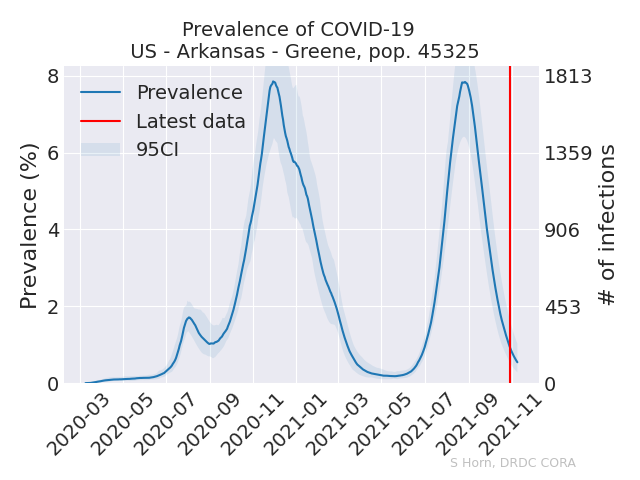 Prevalence of COVID-19
US - Arkansas - Greene, pop. 45325
Prevalence
Latest data
95CI
Prevalence (%)
8
6
4
2
0
1813
1359
906
453
0
# of infections
2020-03
2020-05
2020-07
2020-09
2020-11
2021-01
2021-03
2021-05
2021-07
2021-09
2021-11
S Horn, DRDC CORA